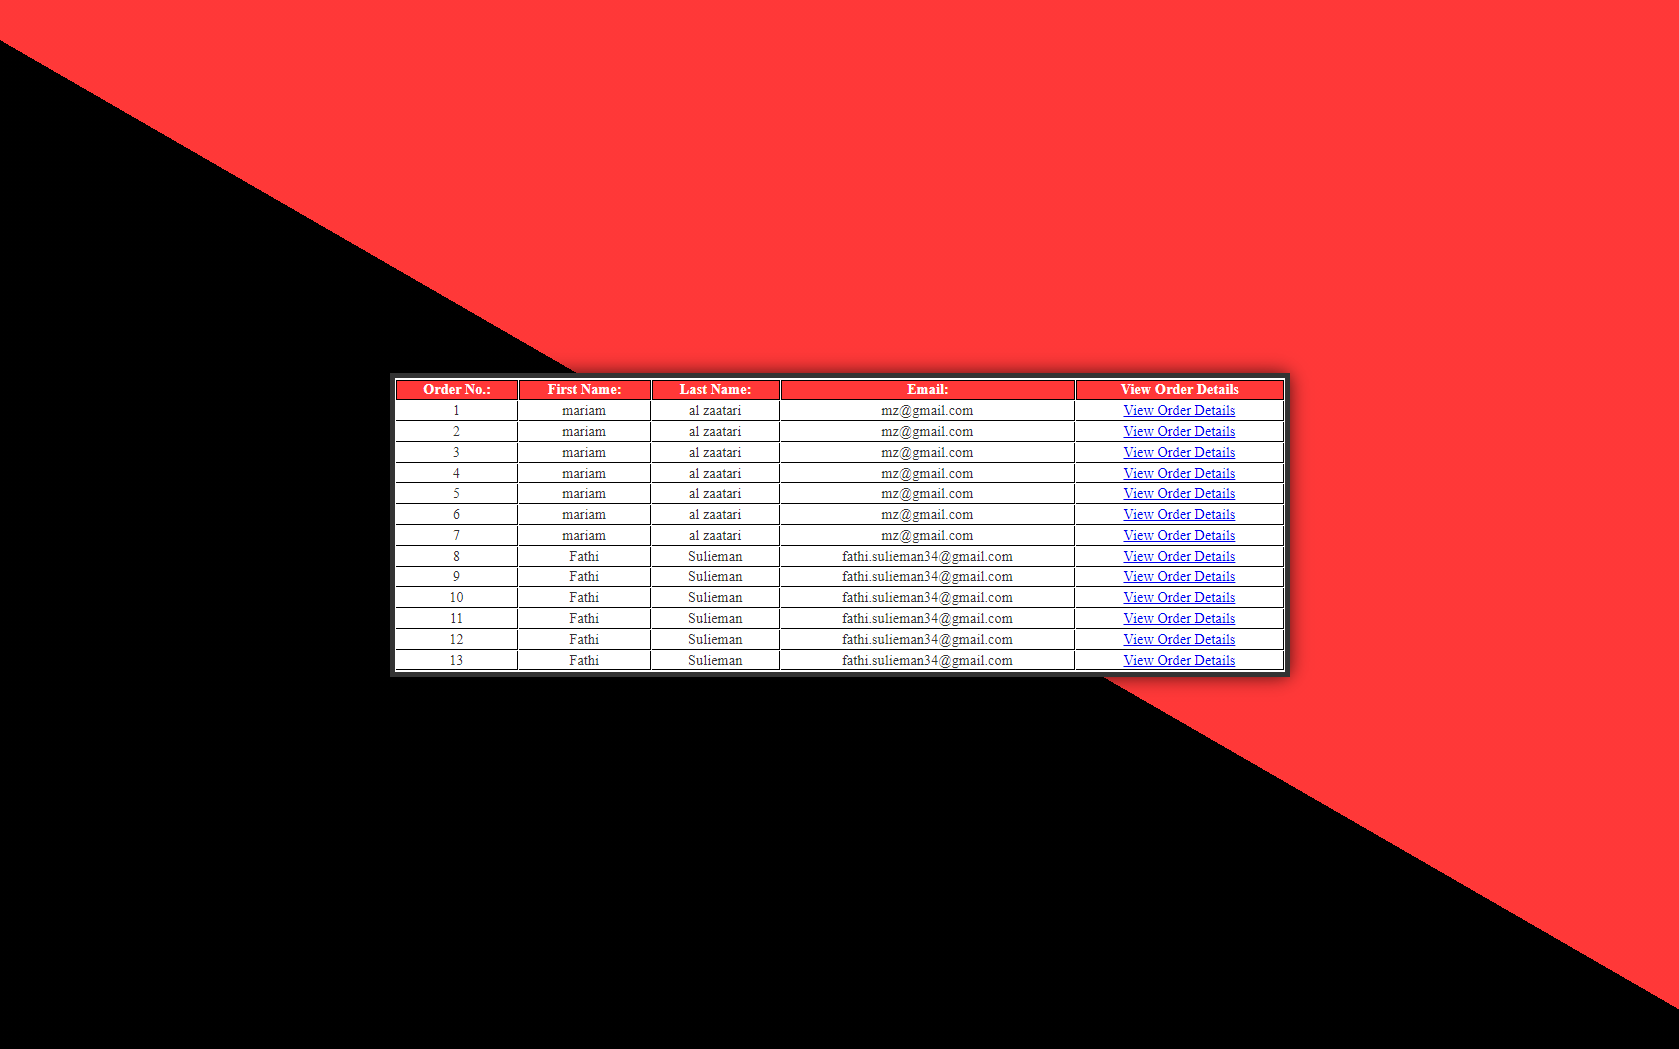 Order No.: First Name: Last Name: Email: View Order Details
1 mariam al zaatari mz@gmail.com View Order Details
2 mariam al zaatari mz@gmail.com View Order Details
3 mariam al zaatari mz@gmail.com View Order Details
4 mariam al zaatari mz@gmail.com View Order Details
5 mariam al zaatari mz@gmail.com View Order Details
6 mariam al zaatari mz@gmail.com View Order Details
7 mariam al zaatari mz@gmail.com View Order Details
8 Fathi Sulieman fathi.sulieman34@gmail.com View Order Details
9 Fathi Sulieman fathi.sulieman34@gmail.com View Order Details
10 Fathi Sulieman fathi.sulieman34@gmail.com View Order Details
11 Fathi Sulieman fathi.sulieman34@gmail.com View Order Details
12 Fathi Sulieman fathi.sulieman34@gmail.com View Order Details
13 Fathi Sulieman fathi.sulieman34@gmail.com View Order Details